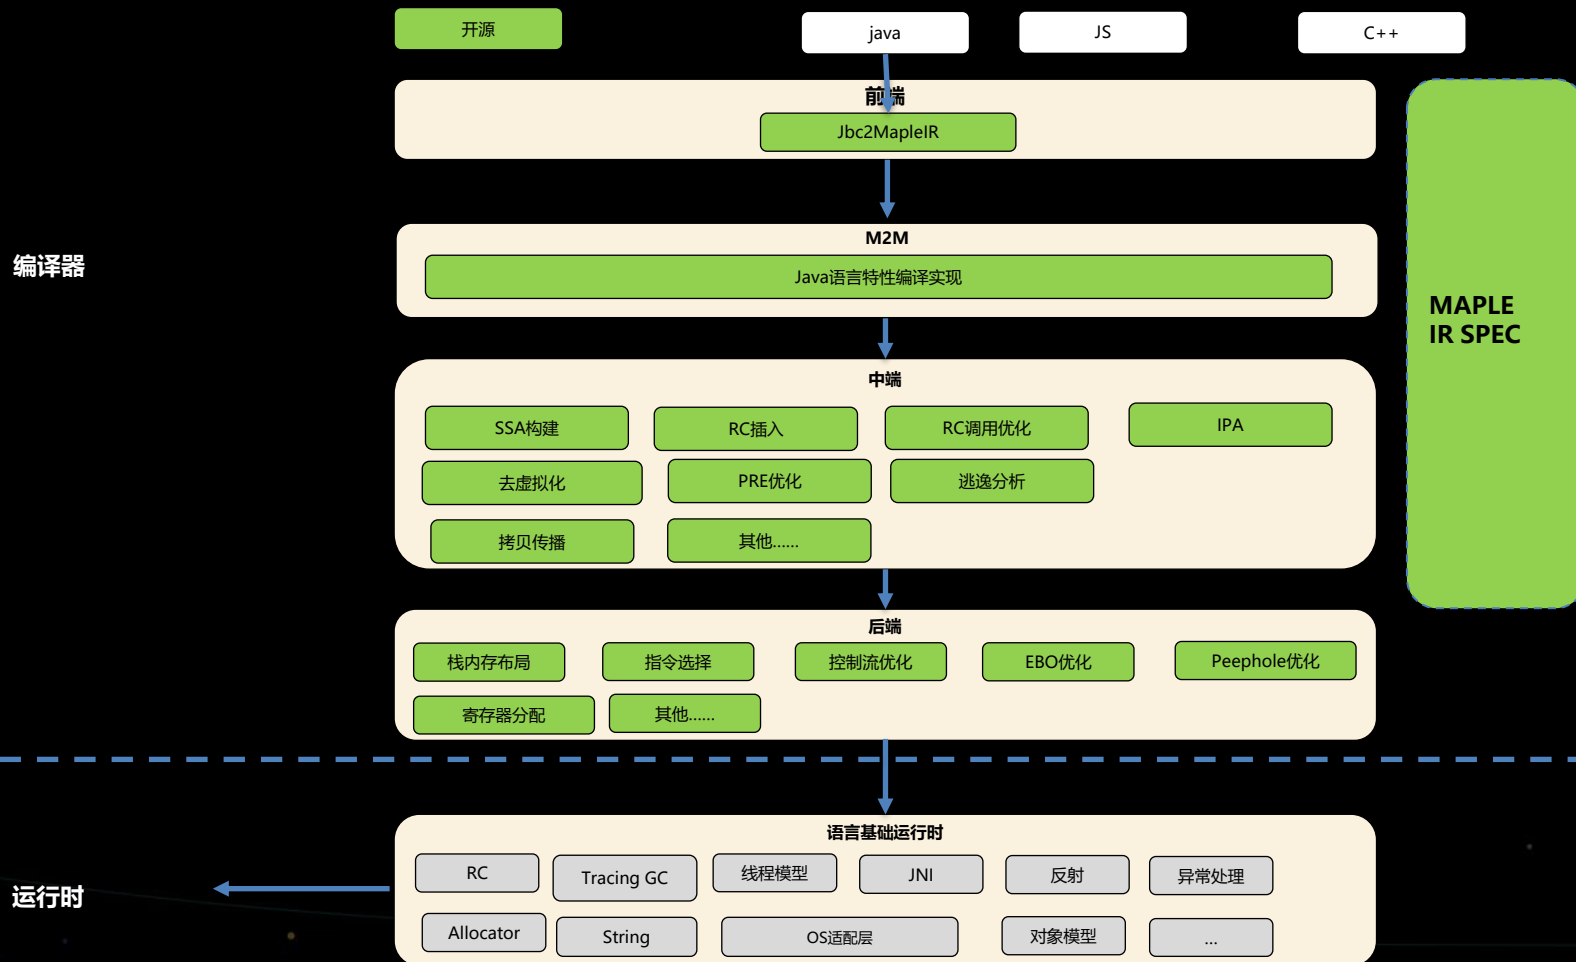 开源
java
JS
C++
前端
Jbc2MapleIR
M2M
Java语言特性编译实现
编译器
MAPLE
IR SPEC
中端
SSA构建
RC插入
RC调用优化
IPA
去虚拟化
PRE优化
逃逸分析
拷贝传播
其他......
后端
栈内存布局
指令选择
控制流优化
EBO优化
Peephole优化
寄存器分配
其他......
语言基础运行时
RC
Tracing GC
线程模型
JNI
反射
异常处理
运行时
Allocator
String
OS适配层
对象模型
...